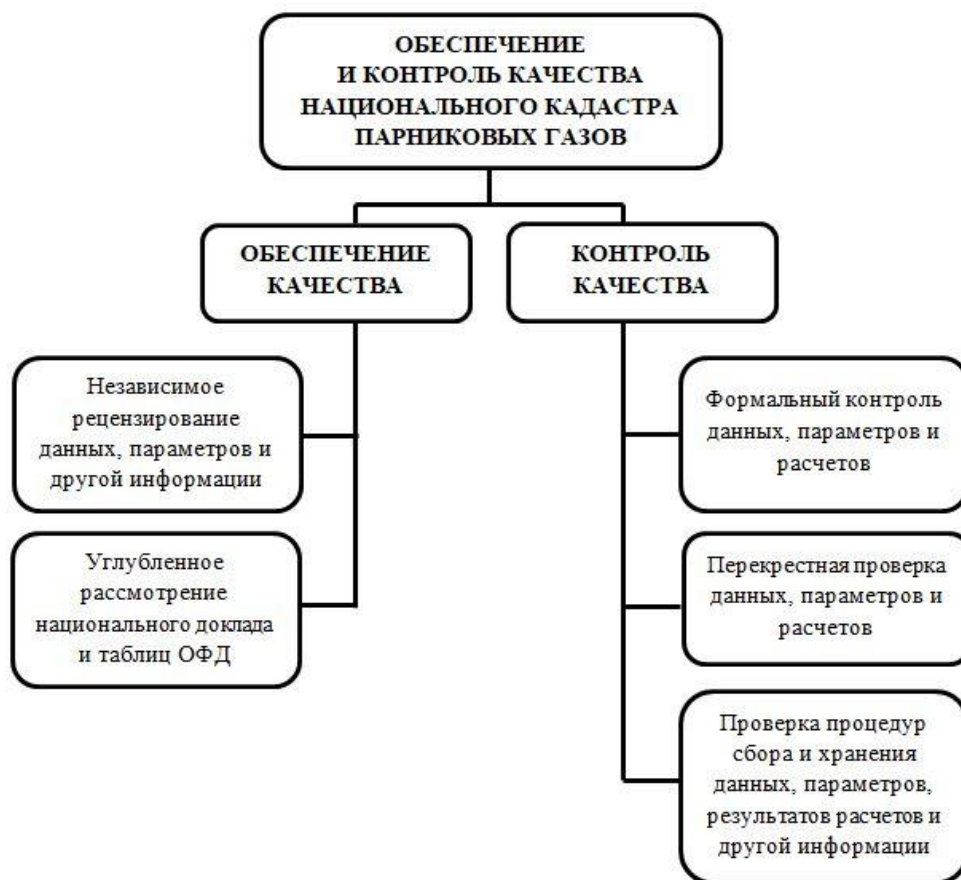 ОБЕСПЕЧЕНИЕ
И КОНТРОЛЬ КАЧЕСТВА
НАЦИОНАЛЬНОГО КАДАСТРА
ПАРНИКОВЫХ ГАЗОВ
ОБЕСПЕЧЕНИЕ
КАЧЕСТВА
КОНТРОЛЬ
КАЧЕСТВА
Независимое
рецензирование
данных, параметров и
другой информации
Углубленное
рассмотрение
национального доклада
и таблиц ОФД
Формальный контроль
данных, параметров и
расчетов
Перекрестная проверка
данных, параметров и
расчетов
Проверка процедур
сбора и хранения
данных, параметров,
результатов расчетов и
другой информации